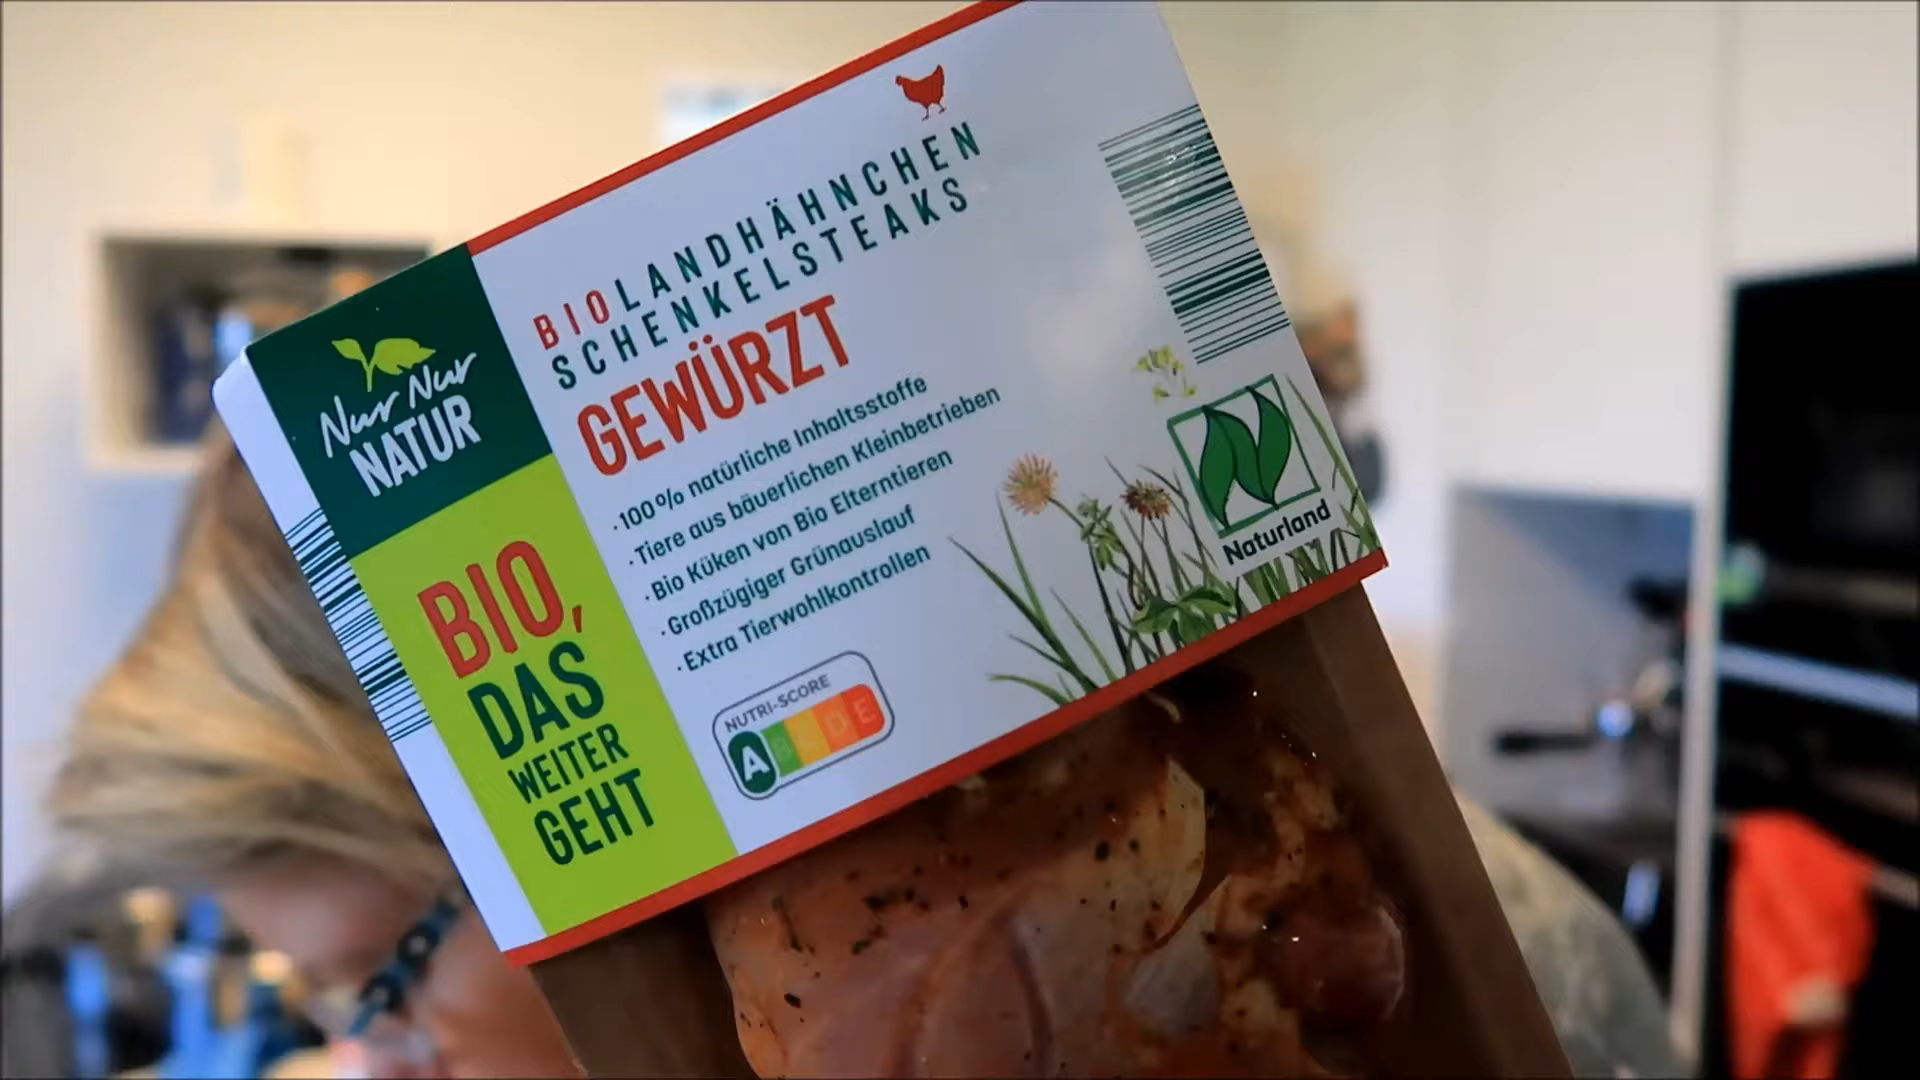 BIOLANDHÄHNCHEN
SCHENKELSTEAKS
GEWÜRZT
Nur Nur
NATUR
· 100% natürliche Inhaltsstoffe
· Tiere aus bäuerlichen Kleinbetrieben
· Bio Küken von Bio Elterntieren
· Großzügiger Grünauslauf
· Extra Tierwohlkontrollen
BIO,
DAS
WEITER
GEHT
NUTRI-SCORE
A B C D E
Naturland